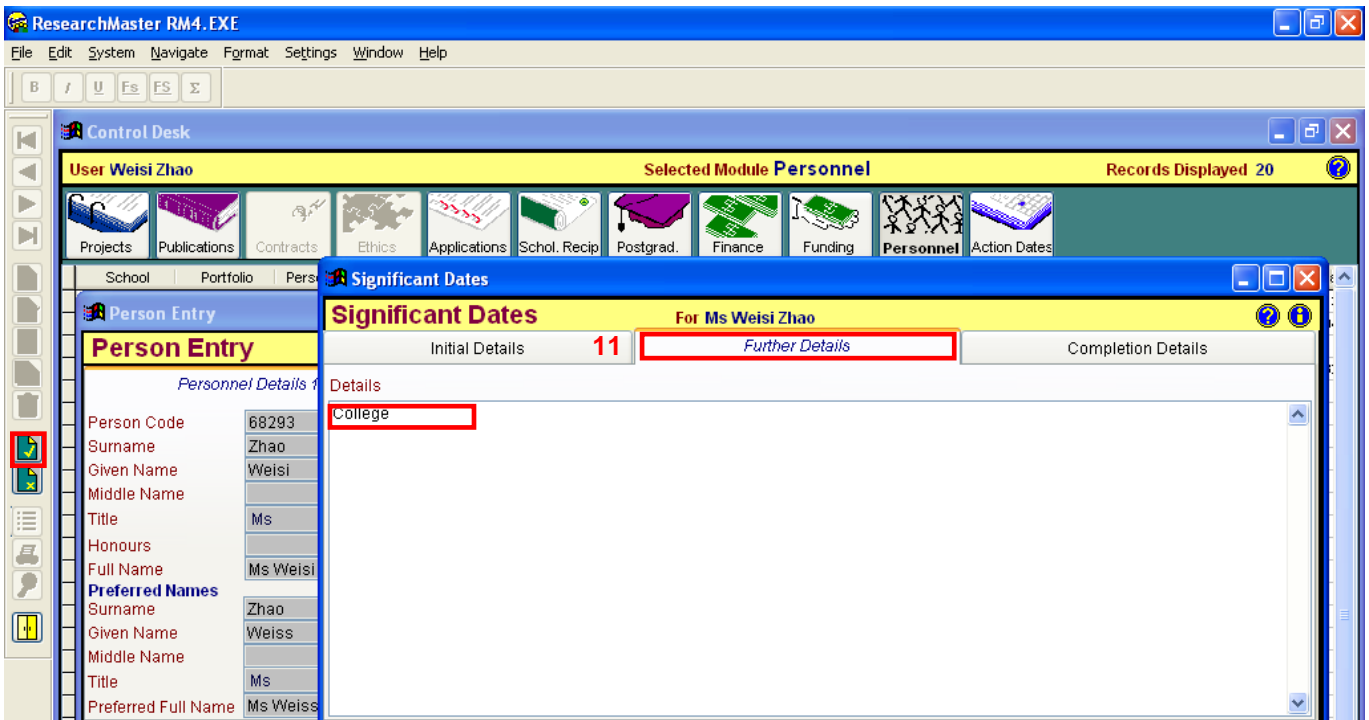 ResearchMaster RM4.EXE
File Edit System Navigate Format Settings Window Help
B I U Fs FS Σ
Control Desk
User Weisi Zhao Selected Module Personnel Records Displayed 20
Projects Publications Contracts Ethics Applications Schol. Recip Postgrad. Finance Funding Personnel Action Dates
School Portfolio Pers
Significant Dates
Person Entry
Significant Dates For Ms Weisi Zhao
Initial Details 11 Further Details Completion Details
Person Entry
Personnel Details 1
Details
College
Person Code 68293
Surname Zhao
Given Name Weisi
Middle Name
Title Ms
Honours
Full Name Ms Weisi
Preferred Names
Surname Zhao
Given Name Weiss
Middle Name
Title Ms
Preferred Full Name Ms Weiss